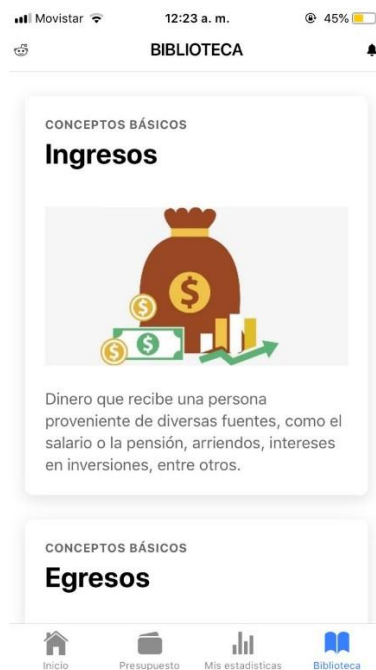 Movistar 12:23 a. m. 45%
BIBLIOTECA
CONCEPTOS BÁSICOS
Ingresos
$
$
$
$
Dinero que recibe una persona
proveniente de diversas fuentes, como el
salario o la pensión, arriendos, intereses
en inversiones, entre otros.
CONCEPTOS BÁSICOS
Egresos
Inicio Presupuesto Mis estadisticas Biblioteca